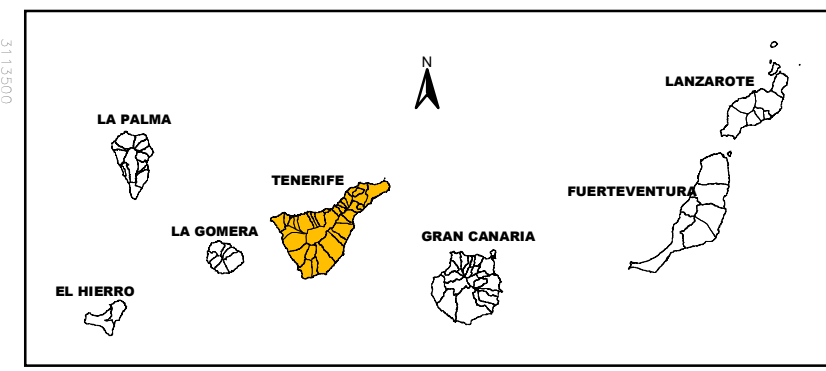 3113500
N
LANZAROTE
LA PALMA
TENERIFE
FUERTEVENTURA
LA GOMERA
GRAN CANARIA
EL HIERRO